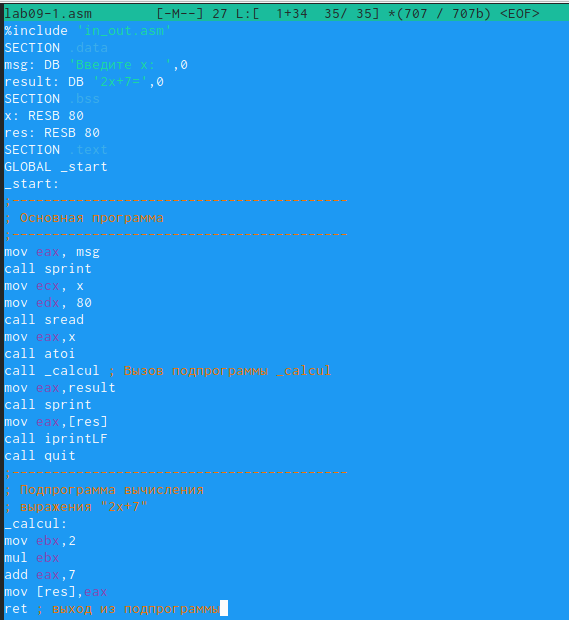 lab09-1.asm        [-M--] 27 L:[  1+34  35/ 35] *(707 / 707b) <EOF>
%include 'in_out.asm'
SECTION .data
msg: DB 'Введите x: ',0
result: DB '2x+7=',0
SECTION .bss
x: RESB 80
res: RESB 80
SECTION .text
GLOBAL _start
_start:
;------------------------------------------
; Основная программа
;------------------------------------------
mov eax, msg
call sprint
mov ecx, x
mov edx, 80
call sread
mov eax,x
call atoi
call _calcul ; Вызов подпрограммы _calcul
mov eax,result
call sprint
mov eax,[res]
call iprintLF
call quit
;------------------------------------------
; Подпрограмма вычисления
; выражения "2x+7"
_calcul:
mov ebx,2
mul ebx
add eax,7
mov [res],eax
ret ; выход из подпрограммы